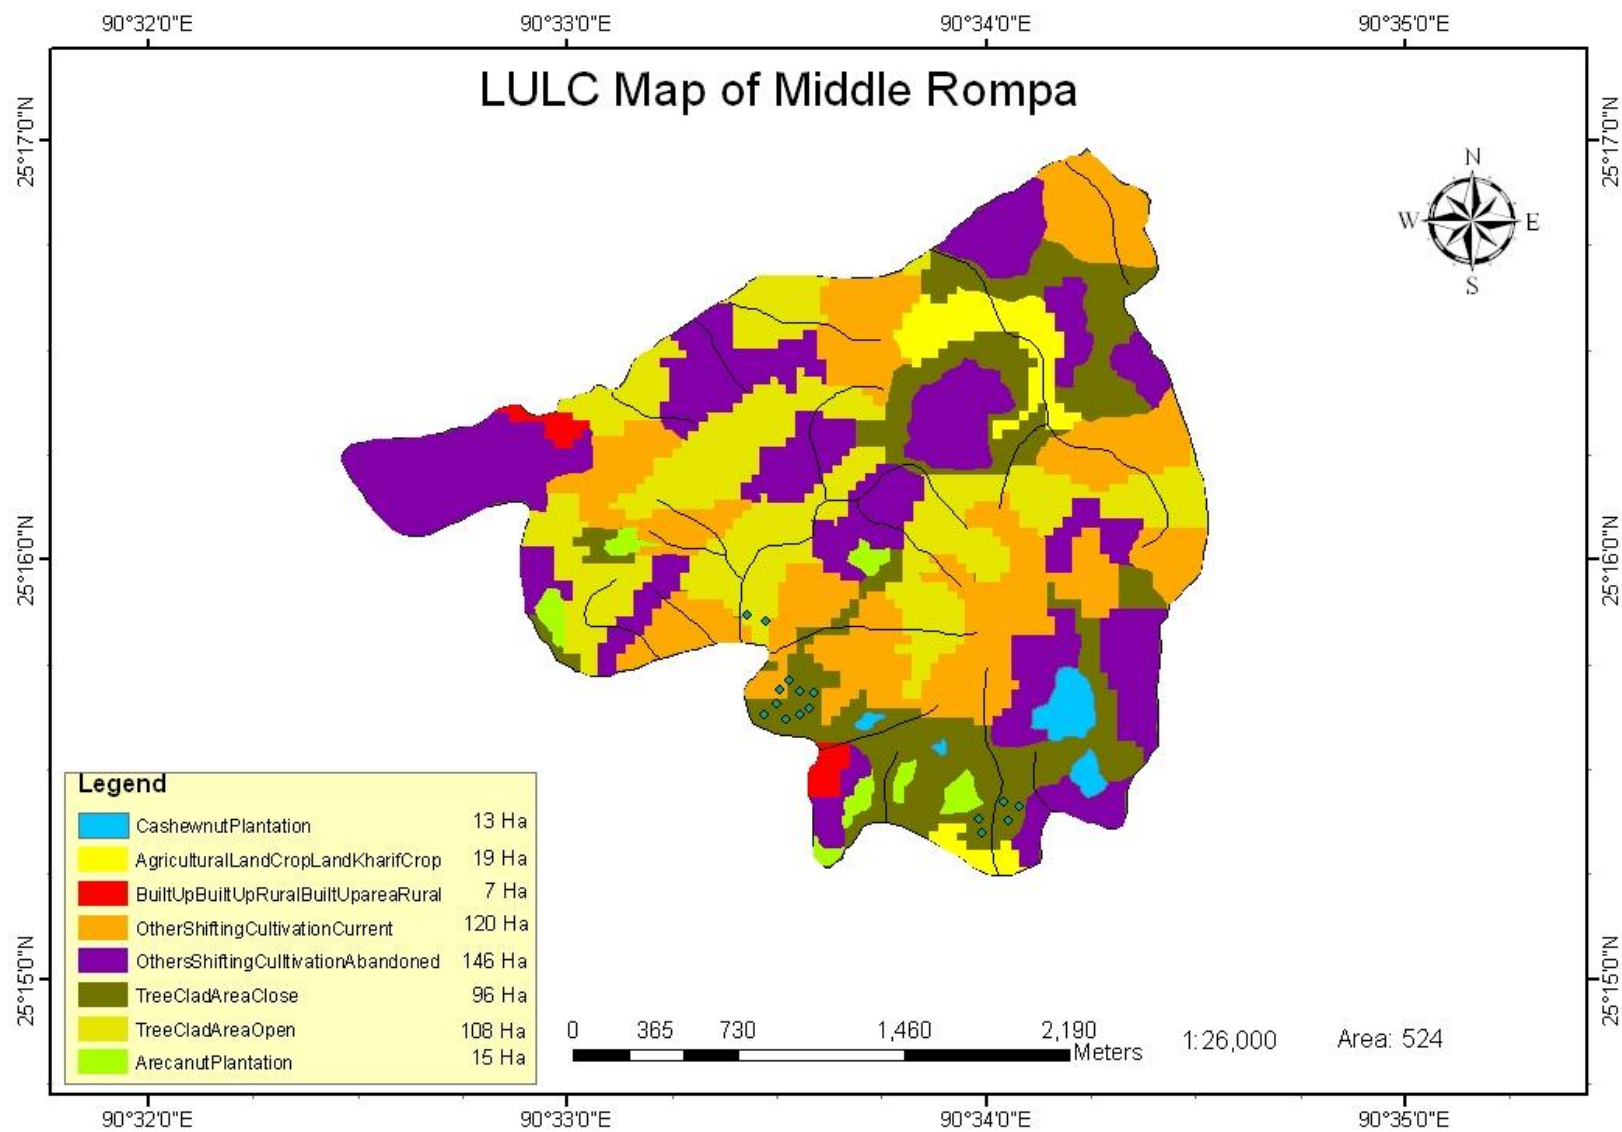 90°32'0"E 90°33'0"E 90°34'0"E 90°35'0"E
LULC Map of Middle Rompa
25°17'0"N 25°17'0"N
N
W E
S
25°16'0"N 25°16'0"N
Legend
CashewnutPlantation 13 Ha
AgriculturalLandCropLandKharifCrop 19 Ha
BuiltUpBuiltUpRuralBuiltUpareaRural 7 Ha
OtherShiftingCultivationCurrent 120 Ha
OthersShiftingCulltivationAbandoned 146 Ha
TreeCladAreaClose 96 Ha
TreeCladAreaOpen 108 Ha
ArecanutPlantation 15 Ha
25°15'0"N 25°15'0"N
0 365 730 1,460 2,190
Meters
1:26,000 Area: 524
90°32'0"E 90°33'0"E 90°34'0"E 90°35'0"E